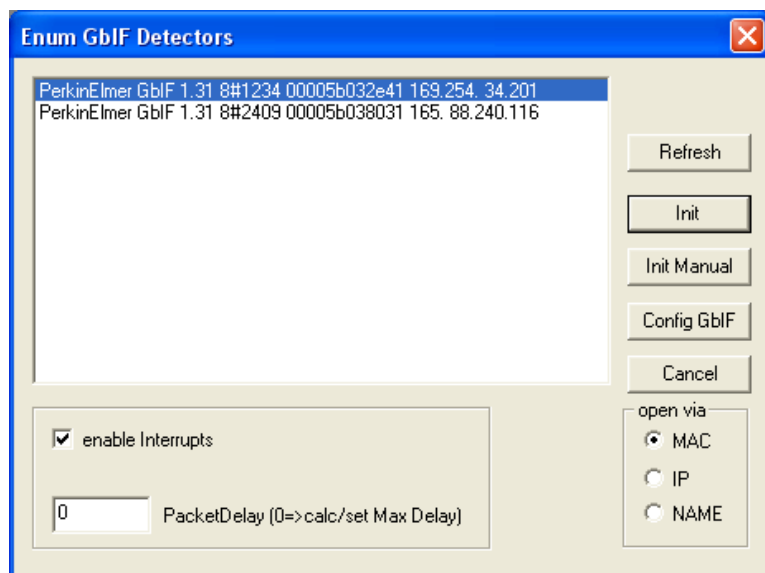 Enum GbIF Detectors
PerkinElmer GbIF 1.31 8#1234 00005b032e41 169.254. 34.201
PerkinElmer GbIF 1.31 8#2409 00005b038031 165. 88.240.116
Refresh
Init
Init Manual
Config GbIF
Cancel
open via
MAC
IP
NAME
enable Interrupts
0 PacketDelay (0=>calc/set Max Delay)